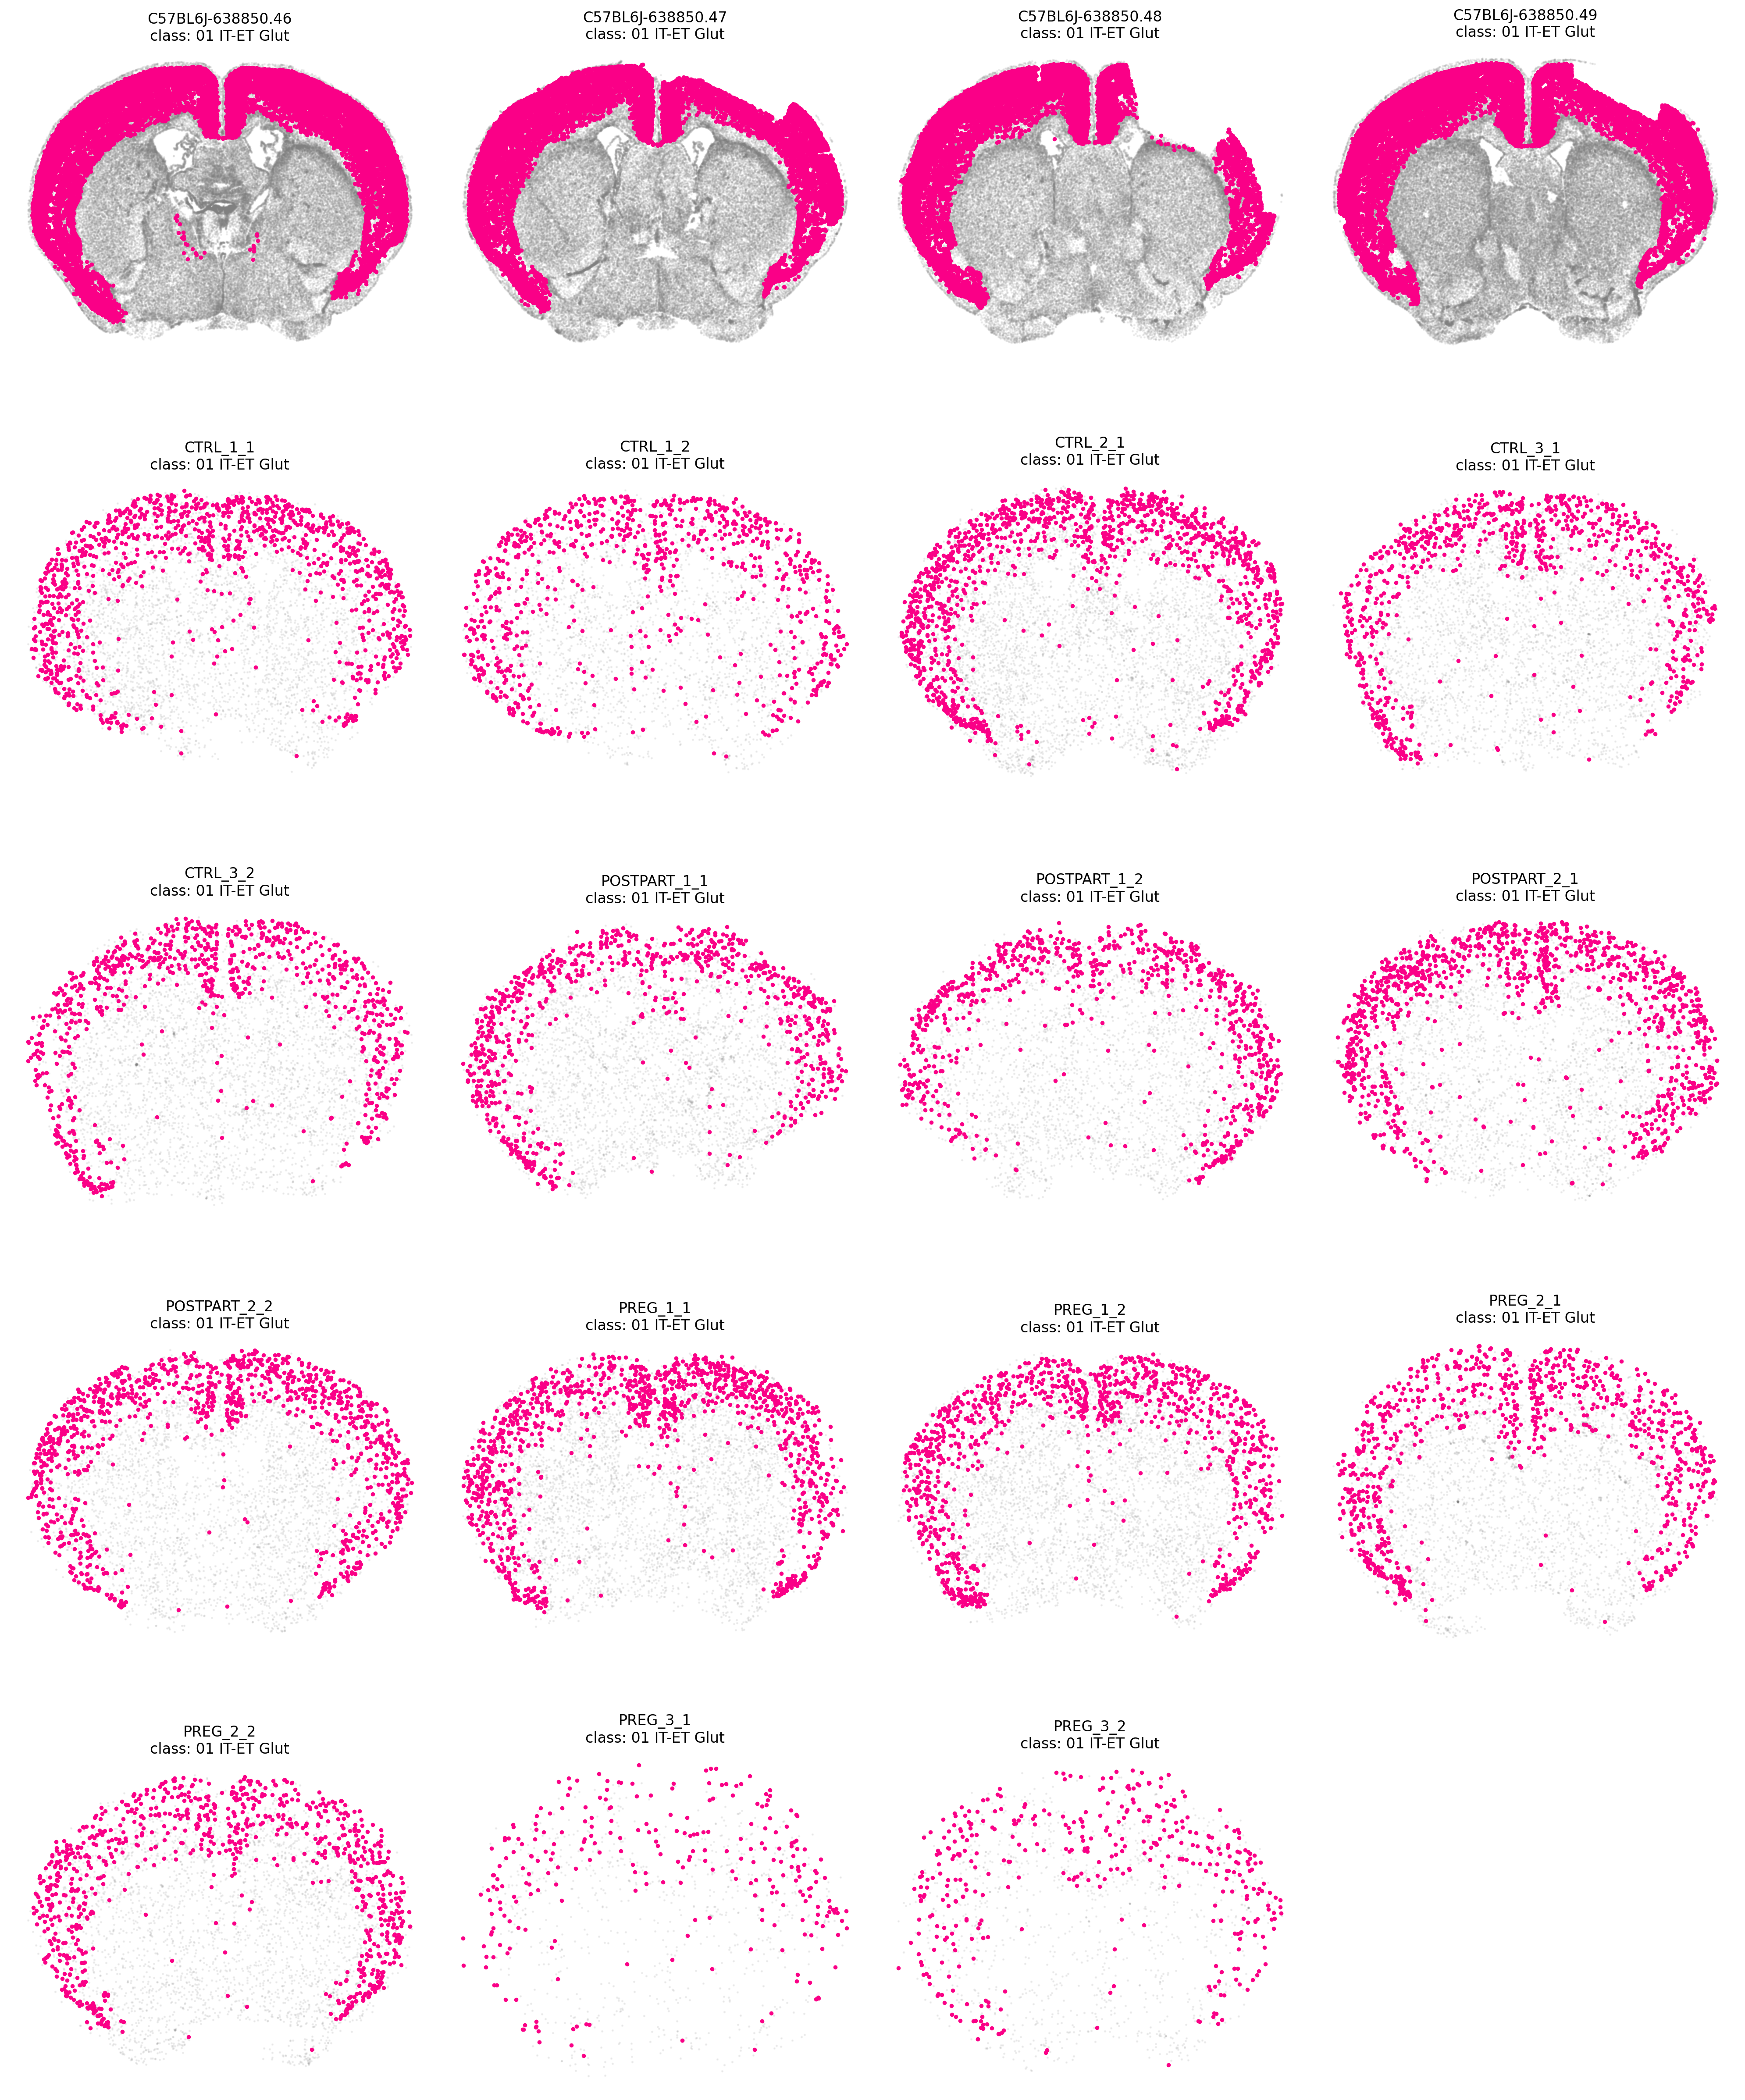 C57BL6J-638850.46
class: 01 IT-ET Glut
C57BL6J-638850.47
class: 01 IT-ET Glut
C57BL6J-638850.48
class: 01 IT-ET Glut
C57BL6J-638850.49
class: 01 IT-ET Glut
CTRL_1_1
class: 01 IT-ET Glut
CTRL_1_2
class: 01 IT-ET Glut
CTRL_2_1
class: 01 IT-ET Glut
CTRL_3_1
class: 01 IT-ET Glut
CTRL_3_2
class: 01 IT-ET Glut
POSTPART_1_1
class: 01 IT-ET Glut
POSTPART_1_2
class: 01 IT-ET Glut
POSTPART_2_1
class: 01 IT-ET Glut
POSTPART_2_2
class: 01 IT-ET Glut
PREG_1_1
class: 01 IT-ET Glut
PREG_1_2
class: 01 IT-ET Glut
PREG_2_1
class: 01 IT-ET Glut
PREG_2_2
class: 01 IT-ET Glut
PREG_3_1
class: 01 IT-ET Glut
PREG_3_2
class: 01 IT-ET Glut